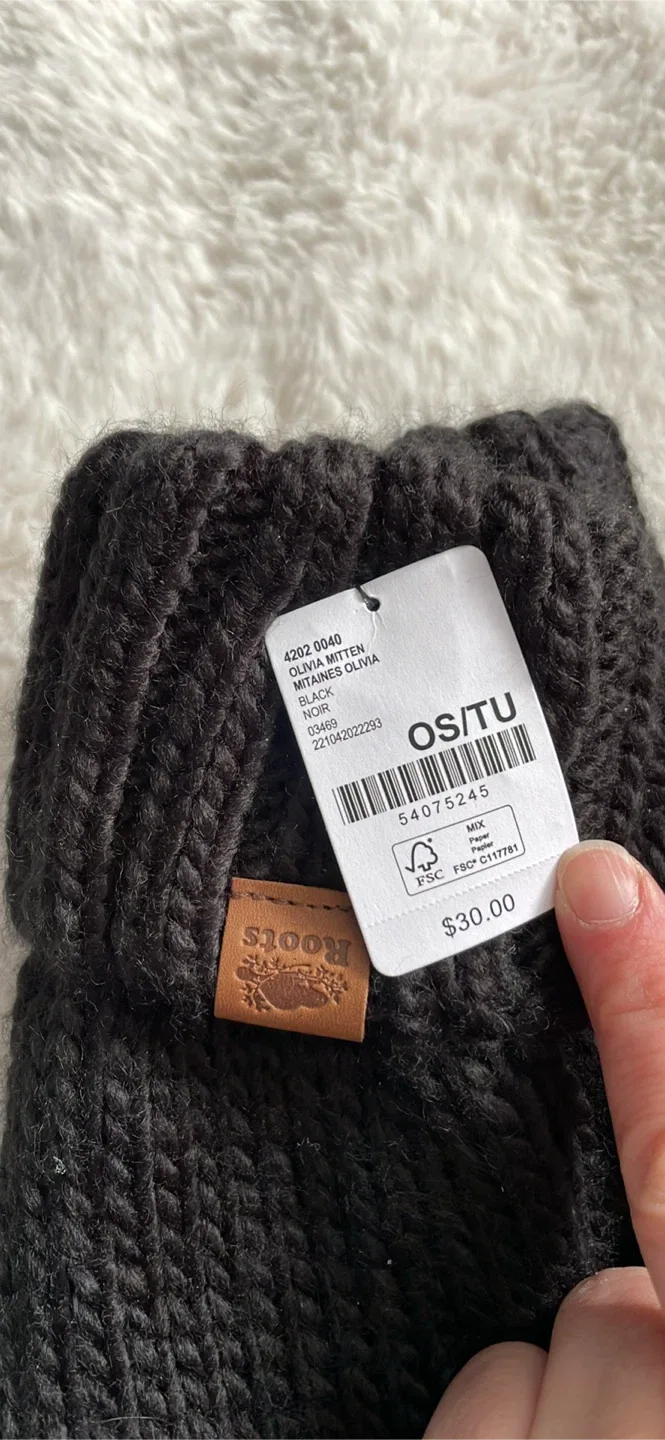 4202 0040
OLIVIA MITTEN
MITAINES OLIVIA
BLACK
NOIR
03469
221042022293
OS/TU
54075245
MIX
Paper
Papier
FSC® C117781
FSC
$30.00
Roots